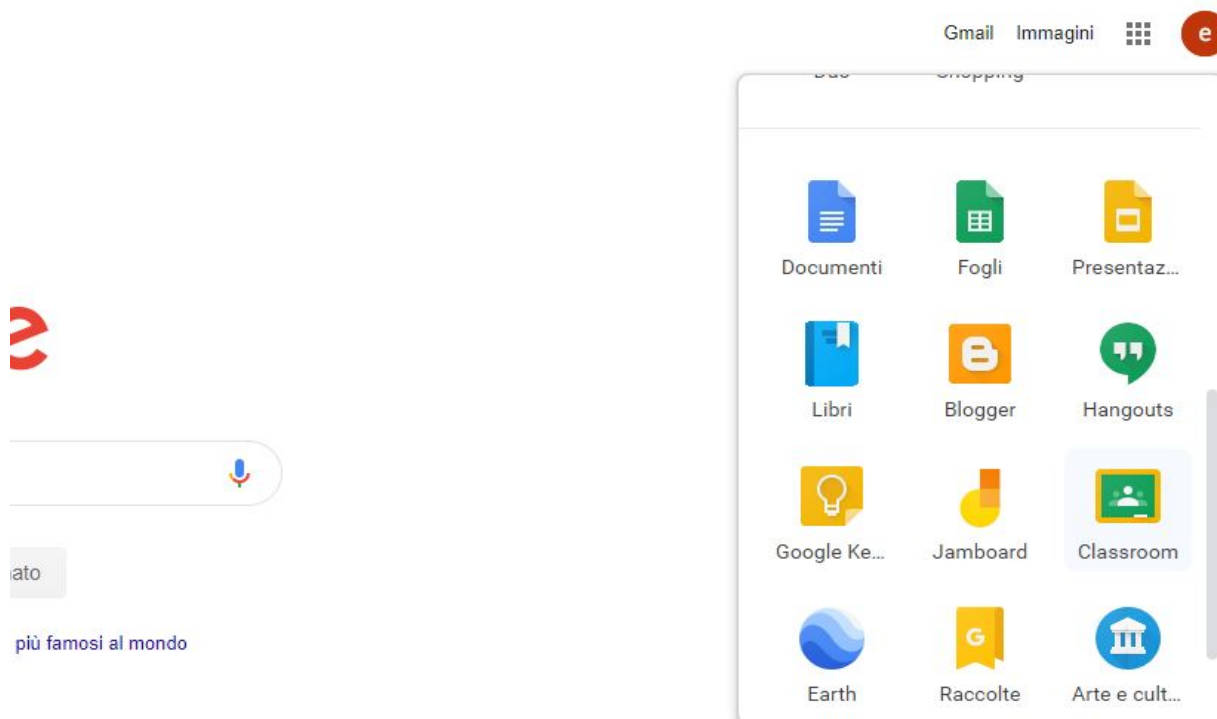 Gmail Immagini e
Shopping
Documenti Fogli Presentaz...
e
Libri Blogger Hangouts
Google Ke... Jamboard Classroom
ato
G
più famosi al mondo
Earth Raccolte Arte e cult...